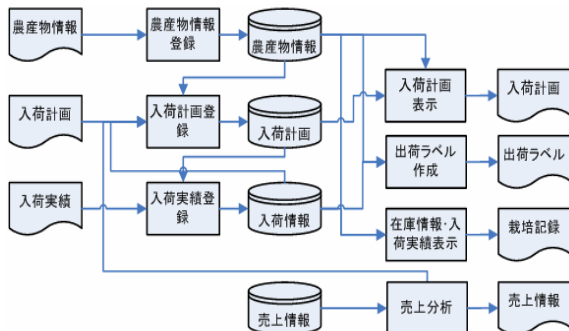 農産物情報
農産物情報
登録
農産物情報
入荷計画
入荷計画登
録
入荷計画
入荷計画
表示
入荷計画
出荷ラベル
作成
出荷ラベル
入荷実績
入荷実績登
録
入荷情報
在庫情報・入
荷実績表示
栽培記録
売上情報
売上分析
売上情報